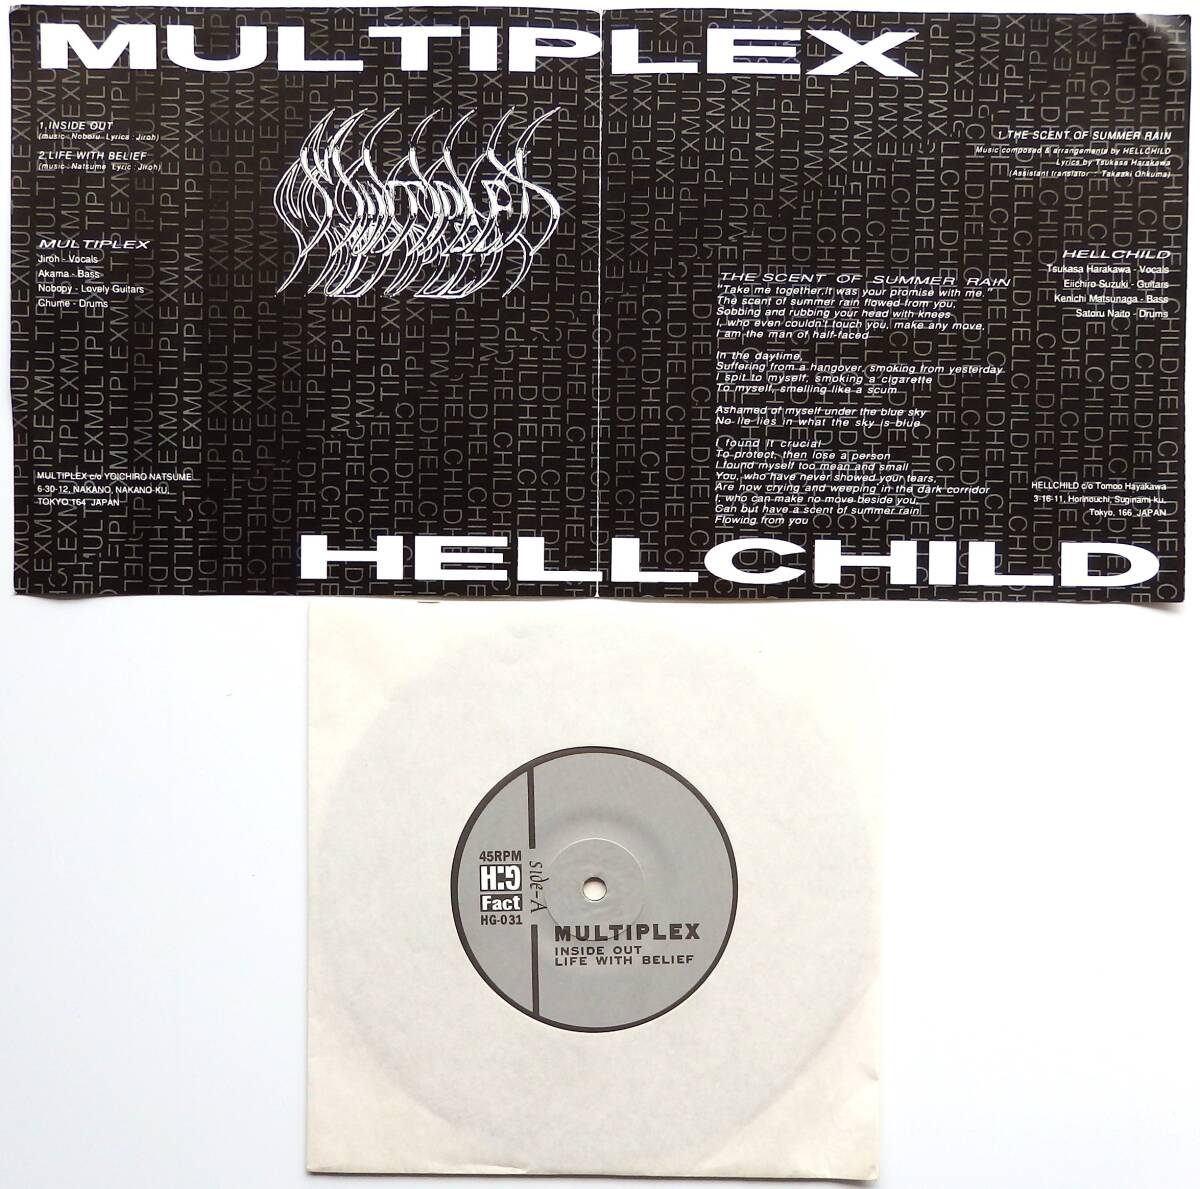 MULTIPLEX
1.INSIDE OUT
(music : Noboru Lyrics : Jiroh)
2.LIFE WITH BELIEF
(music : Natsume Lyric : Jiroh)
MULTIPLEX
Jiroh - Vocals
Akama - Bass
Nobopy - Lovely Guitars
Chume - Drums
MULTIPLEX c/o YOICHIRO NATSUME
6-30-12, NAKANO, NAKANO-KU,
TOKYO 164 JAPAN
MULTIPLEX
1.THE SCENT OF SUMMER RAIN
Music composed & arrangements by HELLCHILD
Lyrics by Tsukasa Harakawa
(Assistant translator : Takaaki Ohkuma)
HELLCHILD
Tsukasa Harakawa - Vocals
Eiichiro Suzuki - Guitars
Kenichi Matsunaga - Bass
Satoru Naito - Drums
THE SCENT OF SUMMER RAIN
"Take me together,it was your promise with me."
The scent of summer rain flowed from you,
Sobbing and rubbing your head with knees
I, who even couldn't touch you, make any move,
I am the man of half-faced
In the daytime,
Suffering from a hangover, smoking from yesterday
I spit to myself, smoking a cigarette
To myself, smelling like a scum
Ashamed of myself under the blue sky
No lie lies in what the sky is blue
I found it crucial
To protect, then lose a person
I found myself too mean and small
You, who have never showed your tears,
Are now crying and weeping in the dark corridor
I, who can make no move beside you,
Can but have a scent of summer rain
Flowing from you
HELLCHILD c/o Tomoo Hayakawa
3-16-11, Horinouchi, Suginami-ku,
Tokyo, 166 JAPAN
HELLCHILD
45RPM
H:G
Fact
HG-031
side-A
MULTIPLEX
INSIDE OUT
LIFE WITH BELIEF